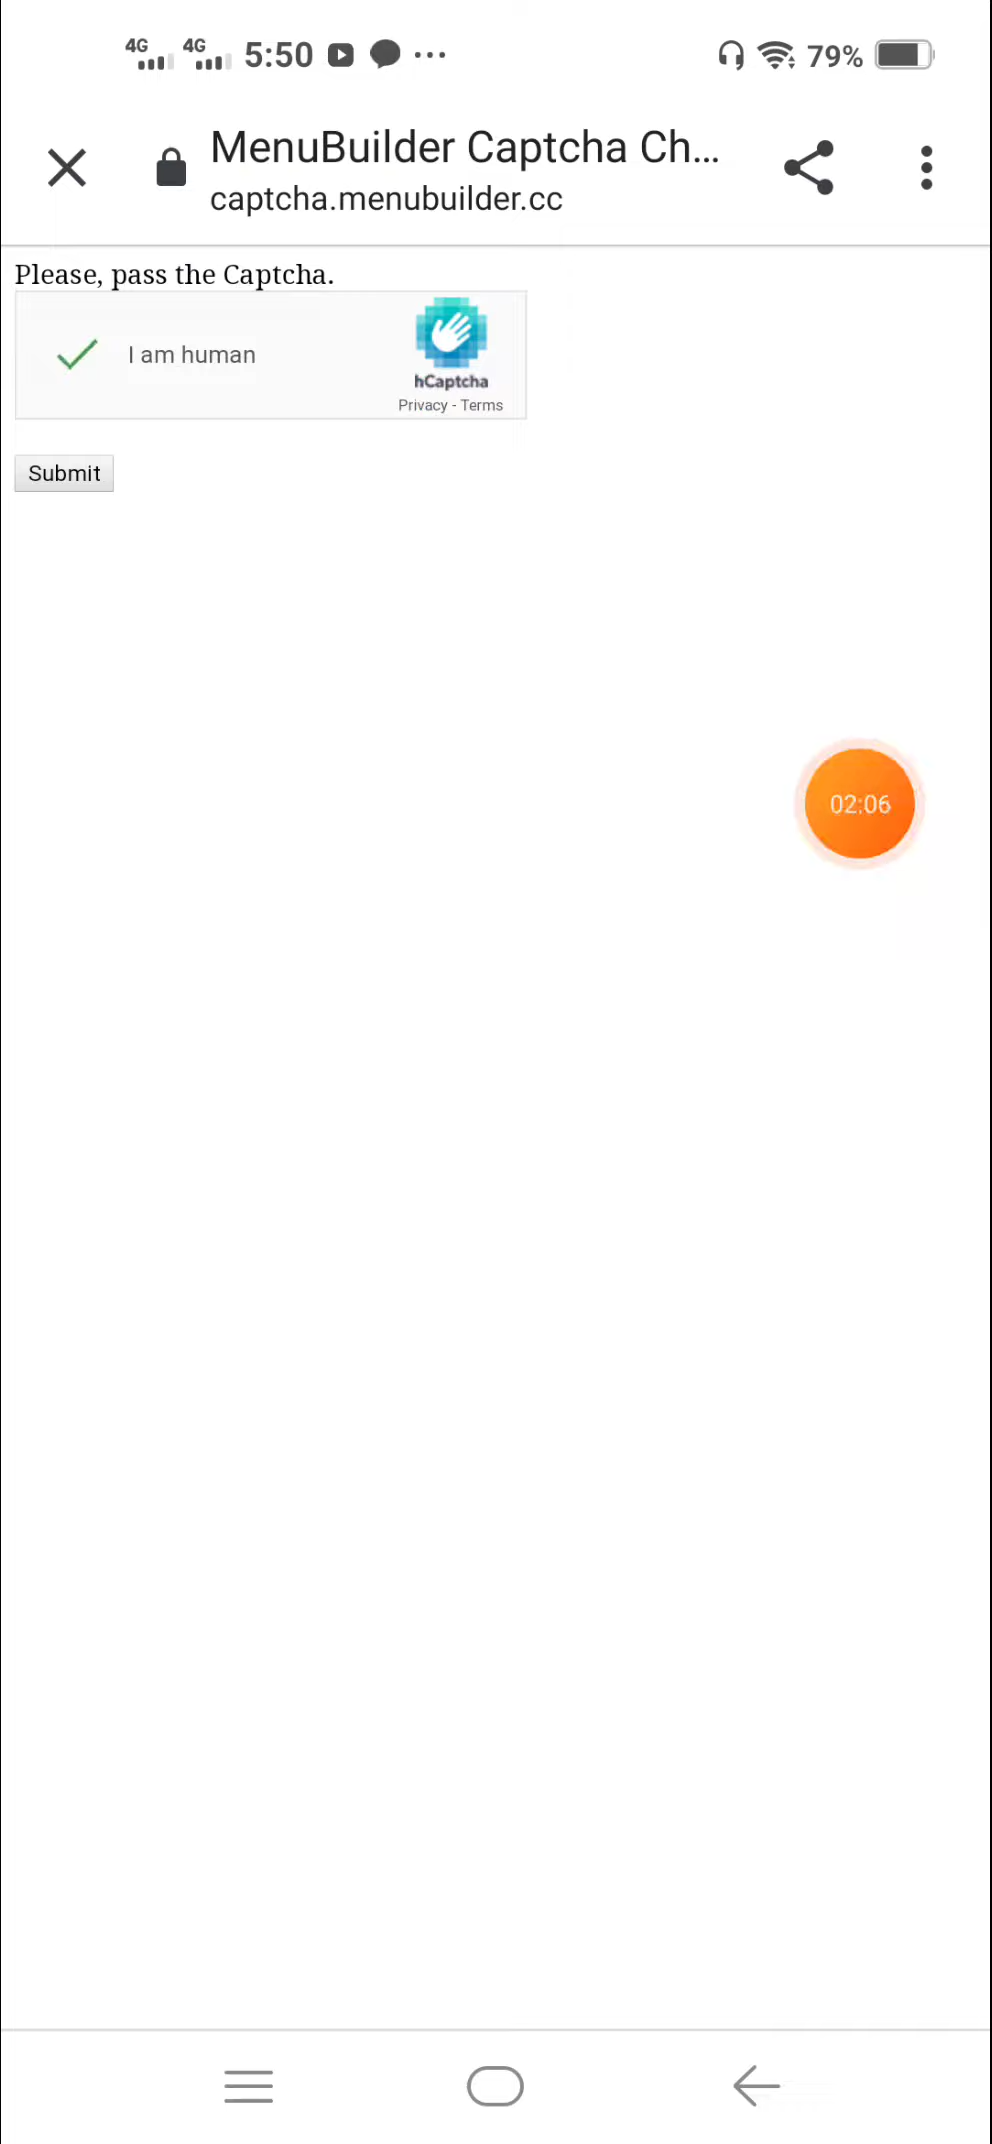 4G 4G 5:50 79%
MenuBuilder Captcha Ch...
captcha.menubuilder.cc
Please, pass the Captcha.
I am human
hCaptcha
Privacy - Terms
Submit
02:06